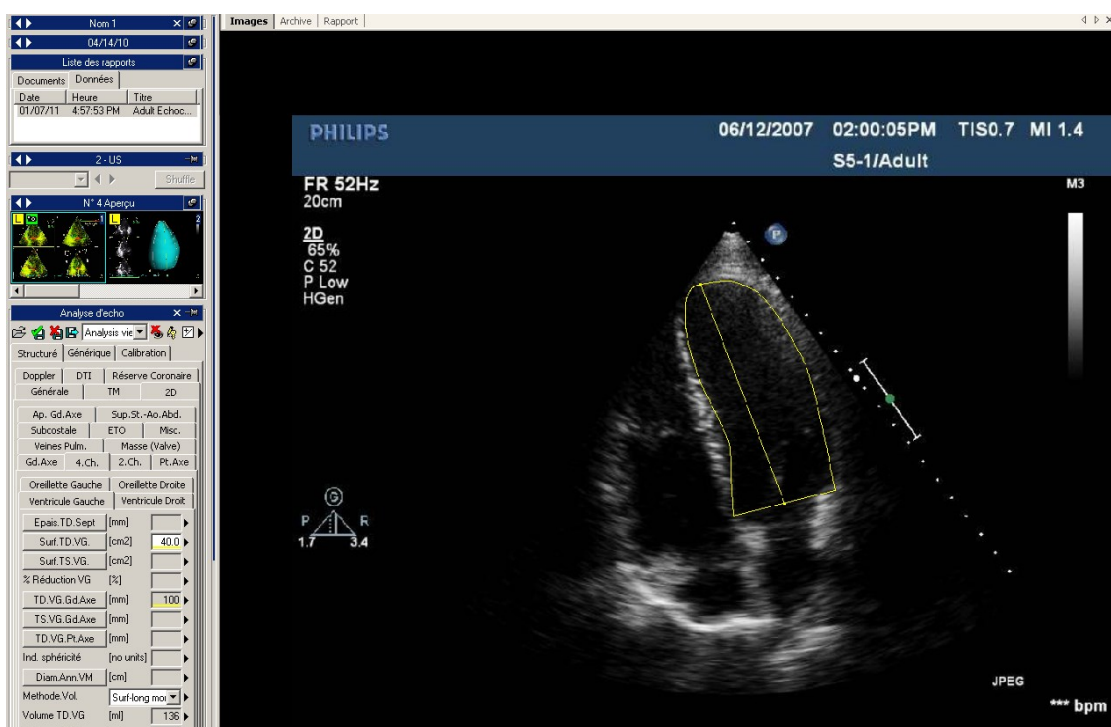 Nom 1
04/14/10
Liste des rapports
Documents Données
Date Heure Titre
01/07/11 4:57:53 PM Adult Echoc...
2 - US
Shuffle
N° 4 Aperçu
L 1 L 2
Analyse d'echo
Analysis vie
Structuré Générique Calibration
Doppler DTI Réserve Coronaire
Générale TM 2D
Ap. Gd.Axe Sup.St.-Ao.Abd.
Subcostale ETO Misc.
Veines Pulm. Masse (Valve)
Gd.Axe 4.Ch. 2.Ch. Pt.Axe
Oreillette Gauche Oreillette Droite
Ventricule Gauche Ventricule Droit
Epais.TD.Sept [mm]
Surf.TD.VG. [cm2] 40.0
Surf.TS.VG. [cm2]
% Réduction VG [%]
TD.VG.Gd.Axe [mm] 100
TS.VG.Gd.Axe [mm]
TD.VG.Pt.Axe [mm]
Ind. sphéricité [no units]
Diam.Ann.VM [cm]
Methode.Vol. Surf-long mo
Volume TD.VG [ml] 136
Images Archive Rapport
PHILIPS 06/12/2007 02:00:05PM TIS0.7 MI 1.4
S5-1/Adult
FR 52Hz
20cm
M3
2D
65%
C 52
P Low
HGen
P
G
P R
1.7 3.4
JPEG
*** bpm